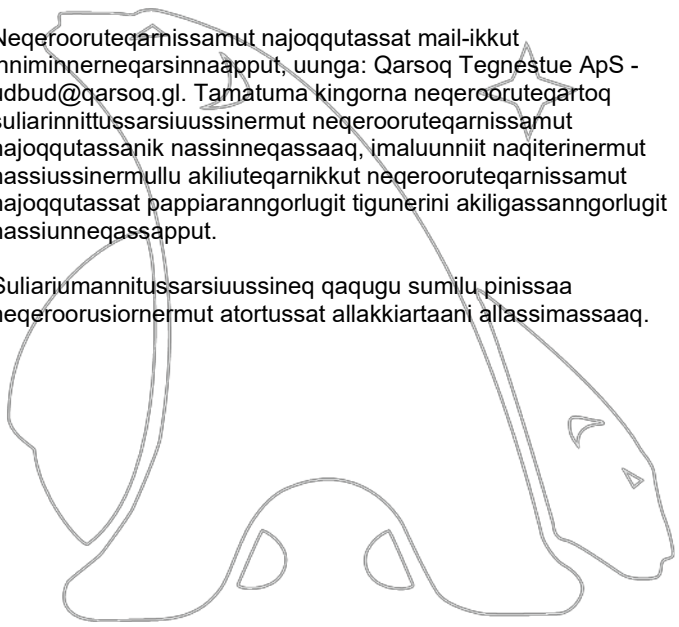 Neqerooruteqarnissamut najoqqutassat mail-ikkut
nniminnerneqarsinnaapput, uunga: Qarsoq Tegnestue ApS -
udbud@qarsoq.gl. Tamatuma kingorna neqerooruteqartoq
suliarinnittussarsiuussinermut neqerooruteqarnissamut
najoqqutassanik nassinneqassaaq, imaluunniit naqiterinermut
nassiussinermullu akiliuteqarnikkut neqerooruteqarnissamut
najoqqutassat pappiaranngorlugit tigunerini akiligassanngorlugit
nassiunneqassapput.
Suliariumannitussarsiuussineq qaqugu sumilu pinissaa
neqeroorusiornermut atortussat allakkiartaani allassimassaaq.